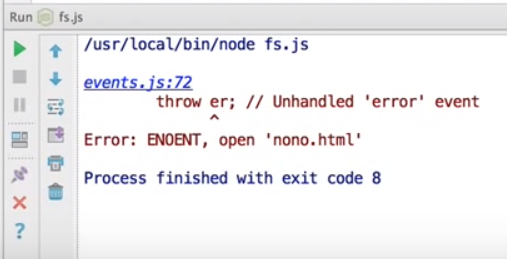 Run fs.js
/usr/local/bin/node fs.js
events.js:72
throw er; // Unhandled 'error' event
^
Error: ENOENT, open 'nono.html'
Process finished with exit code 8